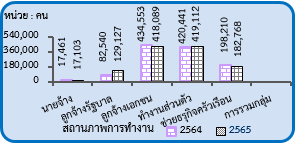 หน่วย : คน
540,000
360,000
180,000
0
17,461
17,103
82,540
129,127
434,553
418,089
420,441
419,112
198,210
182,768
นายจ้าง
ลูกจ้างรัฐบาล
ลูกจ้างเอกชน
ทำงานส่วนตัว
ช่วยธุรกิจครัวเรือน
การรวมกลุ่ม
สถานภาพการทำงาน
2564
2565